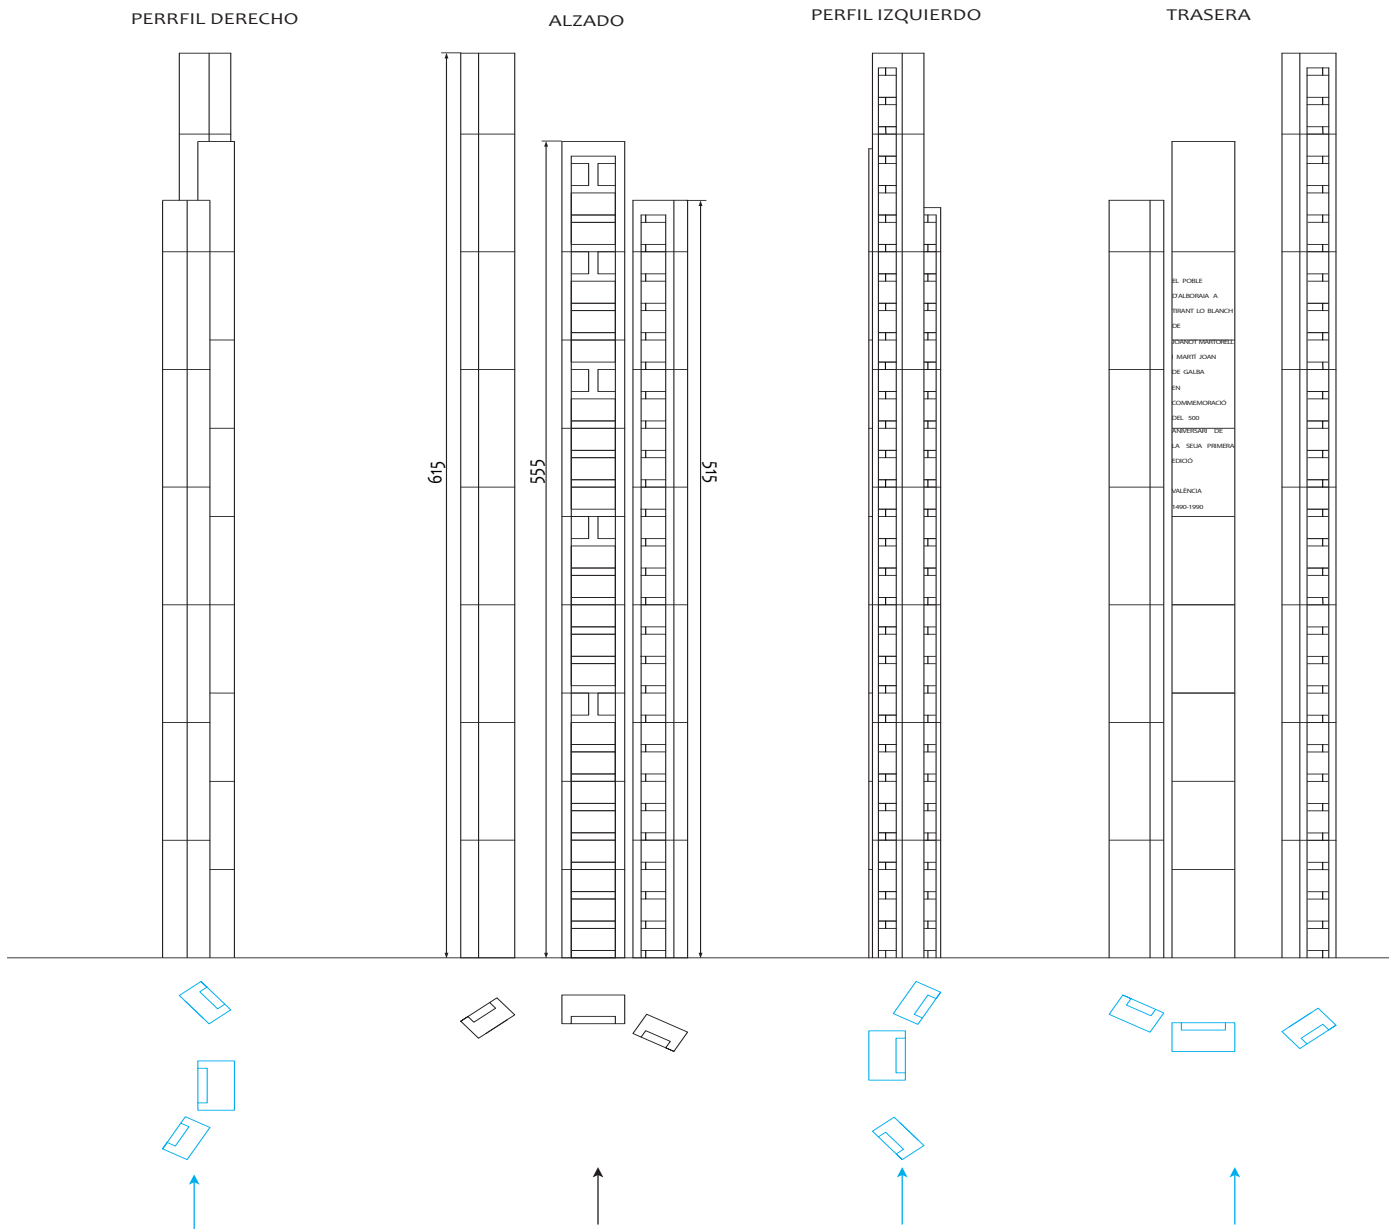 PERRFIL DERECHO
ALZADO
PERFIL IZQUIERDO
TRASERA
615
555
515
EL POBLE
D'ALBORAIA A
TIRANT LO BLANCH
DE
JOANOT MARTORELL
I MARTÍ JOAN
DE GALBA
EN
COMMEMORACIÓ
DEL 500
ANIVERSARI DE
LA SEUA PRIMERA
EDICIÓ
VALÈNCIA
1490-1990